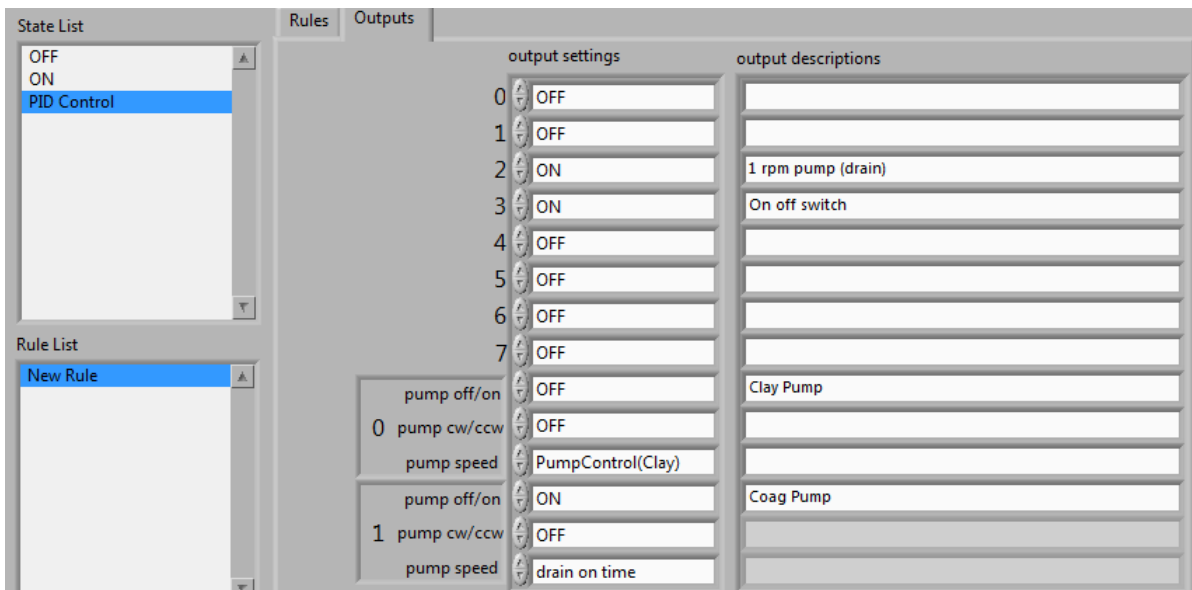 State List
OFF
ON
PID Control
Rule List
New Rule
Rules Outputs
output settings output descriptions
0 OFF
1 OFF
2 ON 1 rpm pump (drain)
3 ON On off switch
4 OFF
5 OFF
6 OFF
7 OFF
pump off/on OFF Clay Pump
0 pump cw/ccw OFF
pump speed PumpControl(Clay)
pump off/on ON Coag Pump
1 pump cw/ccw OFF
pump speed drain on time